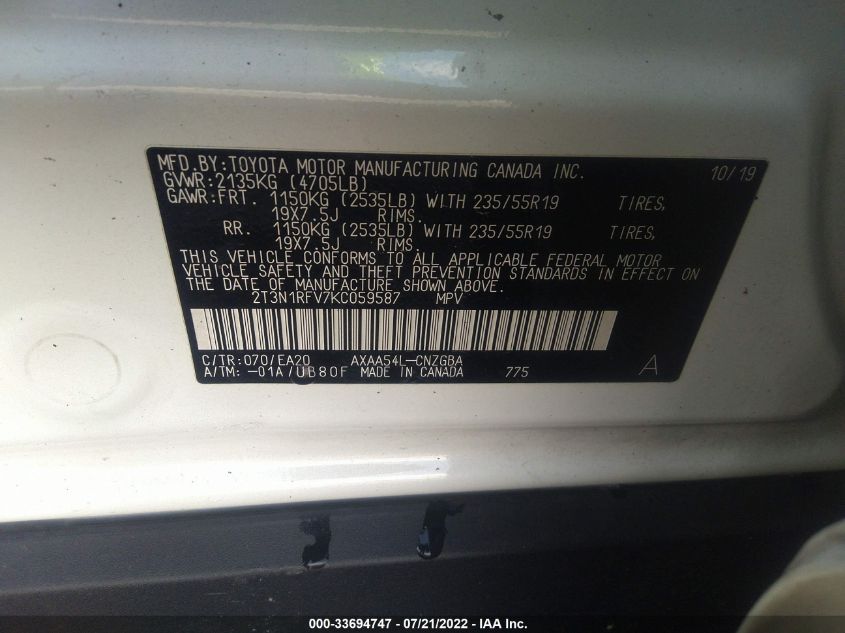 MFD. BY: TOYOTA MOTOR MANUFACTURING CANADA INC. 10/19
GVWR: 2135KG (4705LB)
GAWR: FRT. 1150KG (2535LB) WITH 235/55R19 TIRES,
19X7.5J RIMS.
RR. 1150KG (2535LB) WITH 235/55R19 TIRES,
19X7.5J RIMS.
THIS VEHICLE CONFORMS TO ALL APPLICABLE FEDERAL MOTOR
VEHICLE SAFETY AND THEFT PREVENTION STANDARDS IN EFFECT ON
THE DATE OF MANUFACTURE SHOWN ABOVE.
2T3N1RFV7KC059587 MPV
C/TR: 070/EA20 AXAA54L-CNZGBA
A/TM: -01A/UB80F MADE IN CANADA 775 A
000-33694747 - 07/21/2022 - IAA Inc.